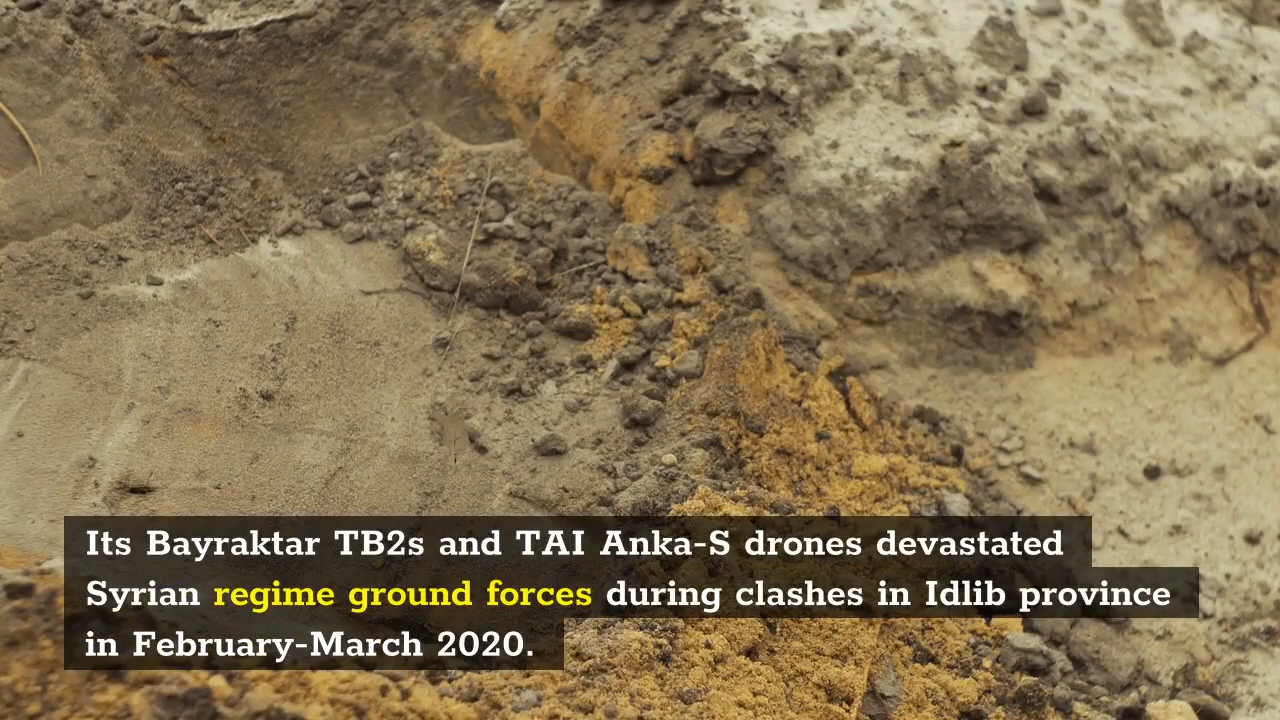 Its Bayraktar TB2s and TAI Anka-S drones devastated
Syrian regime ground forces during clashes in Idlib province
in February-March 2020.